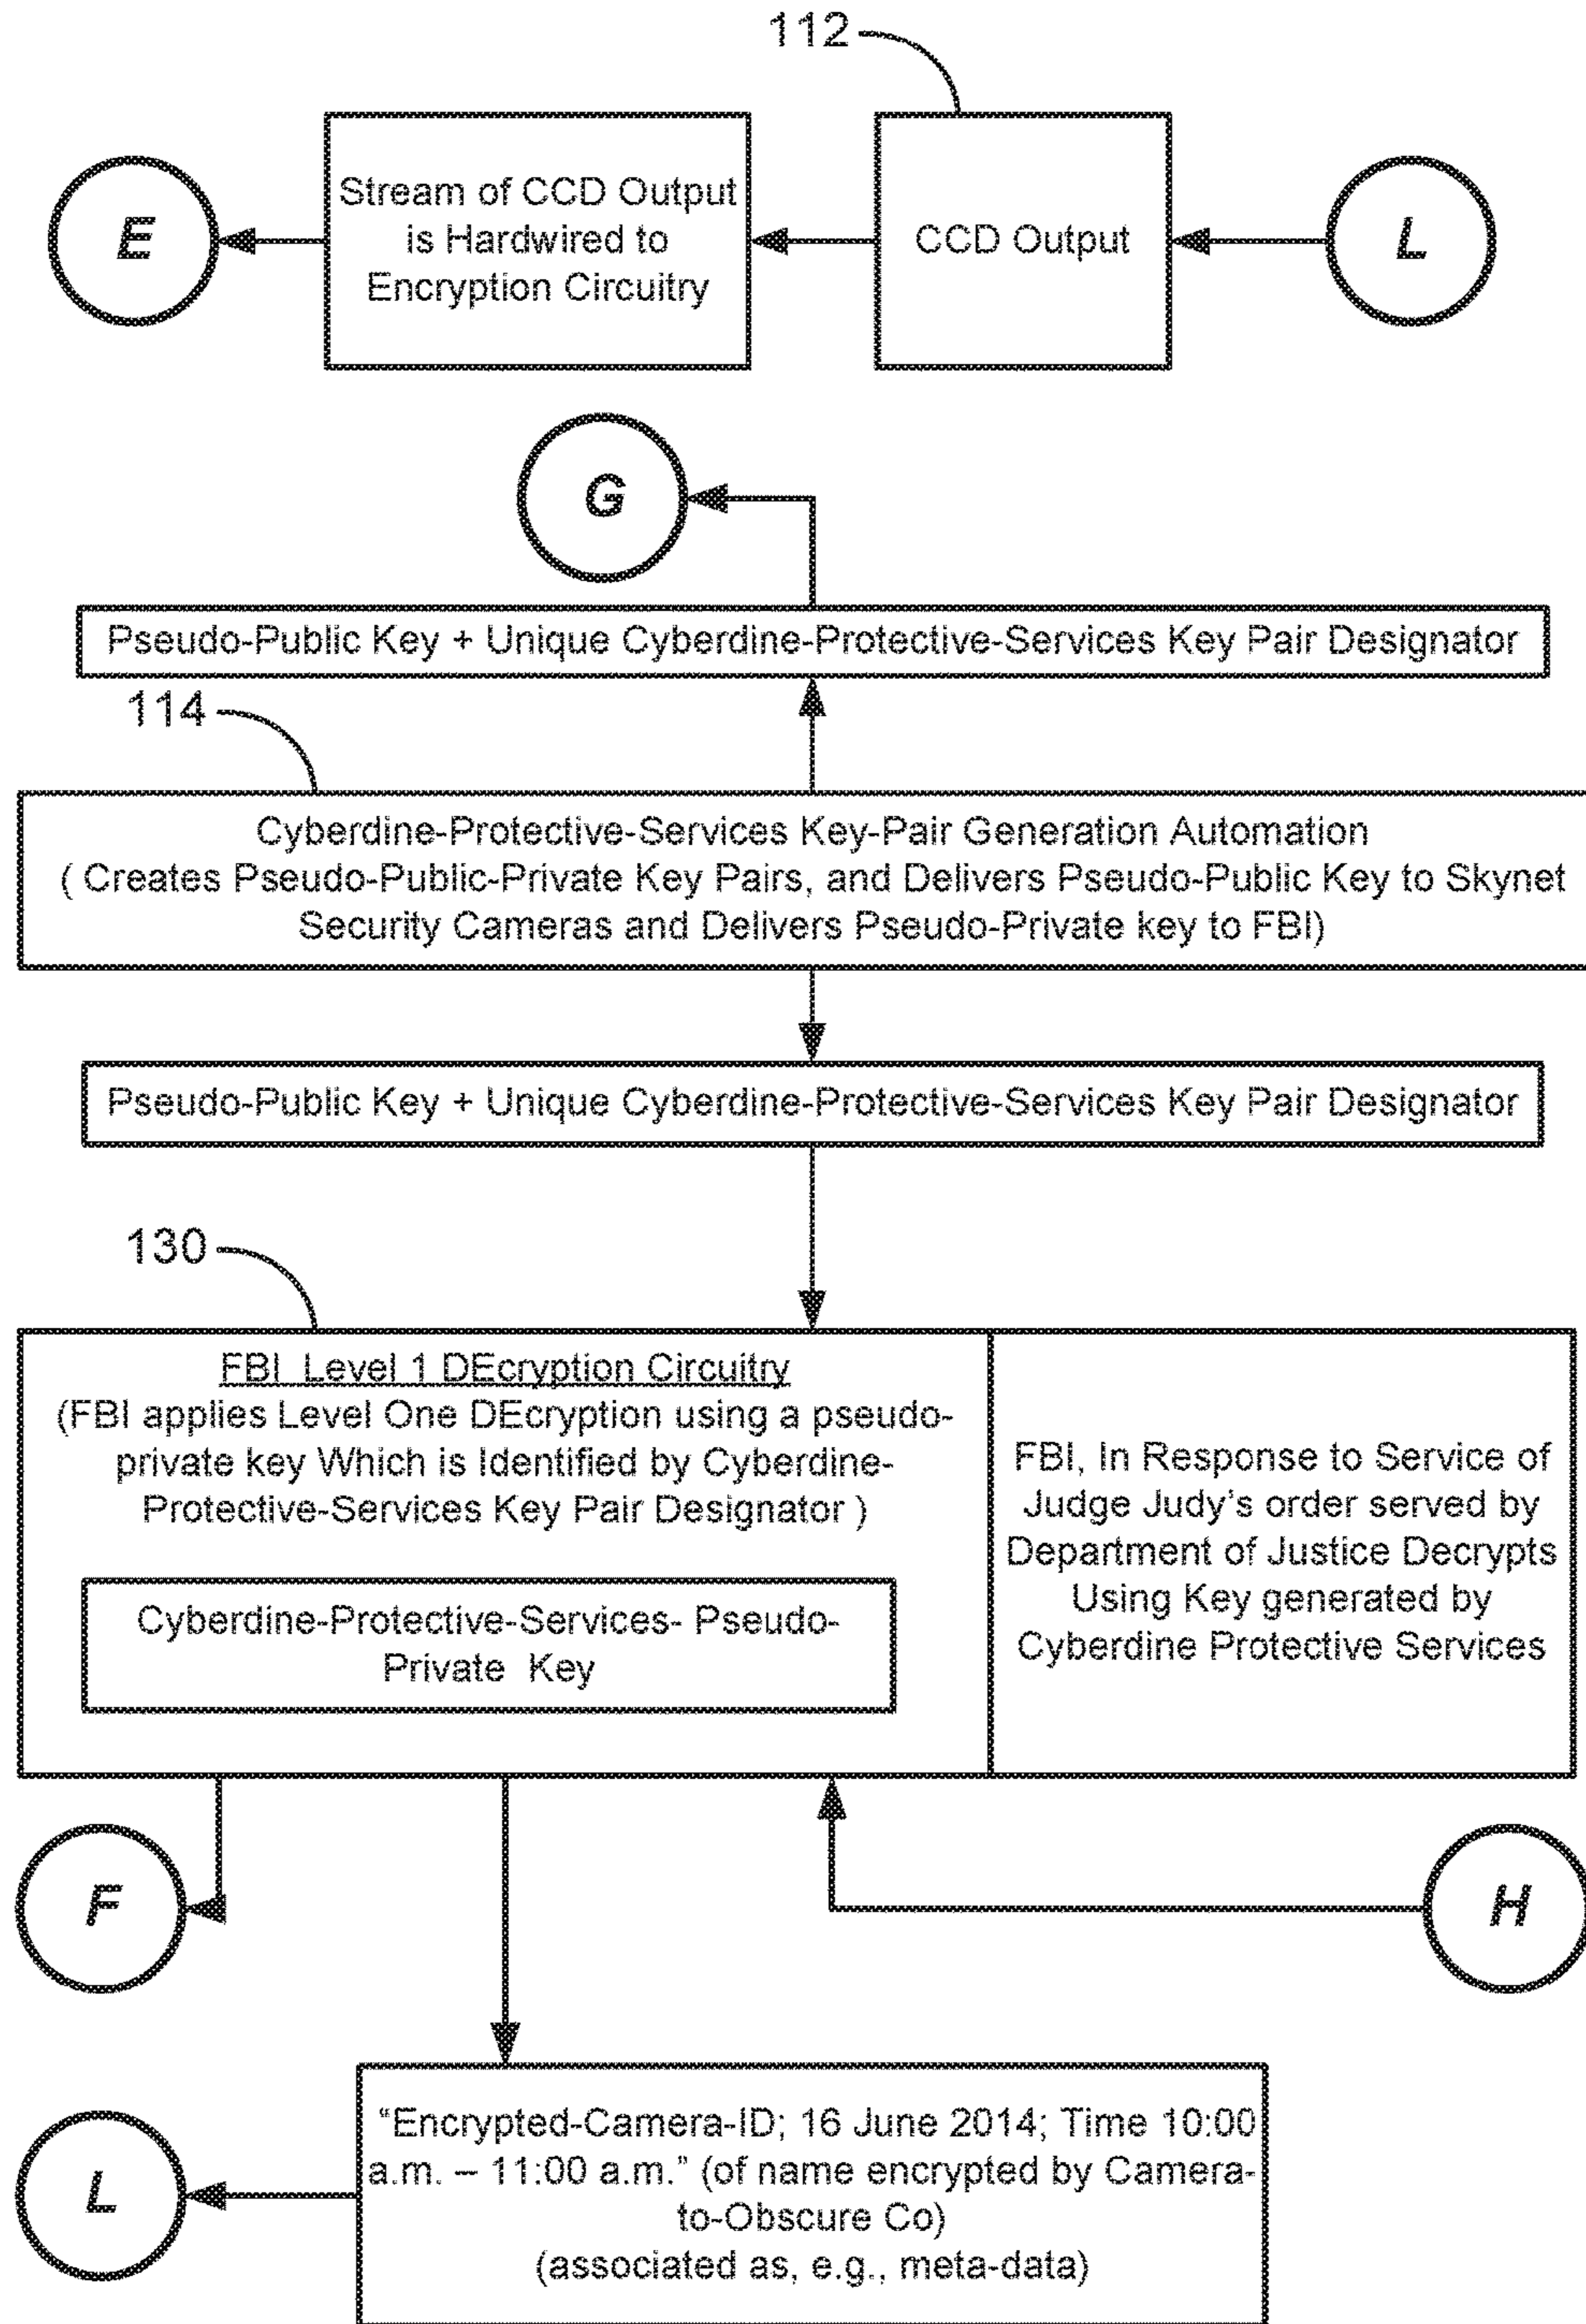 112
E
Stream of CCD Output
is Hardwired to
Encryption Circuitry
CCD Output
L
G
Pseudo-Public Key + Unique Cyberdine-Protective-Services Key Pair Designator
114
Cyberdine-Protective-Services Key-Pair Generation Automation
( Creates Pseudo-Public-Private Key Pairs, and Delivers Pseudo-Public Key to Skynet
Security Cameras and Delivers Pseudo-Private key to FBI)
Pseudo-Public Key + Unique Cyberdine-Protective-Services Key Pair Designator
130
FBI Level 1 DEcryption Circuitry
(FBI applies Level One DEcryption using a pseudo-
private key Which is Identified by Cyberdine-
Protective-Services Key Pair Designator )
Cyberdine-Protective-Services- Pseudo-
Private Key
FBI, In Response to Service of
Judge Judy's order served by
Department of Justice Decrypts
Using Key generated by
Cyberdine Protective Services
F
H
L
“Encrypted-Camera-ID; 16 June 2014; Time 10:00
a.m. – 11:00 a.m.” (of name encrypted by Camera-
to-Obscure Co)
(associated as, e.g., meta-data)